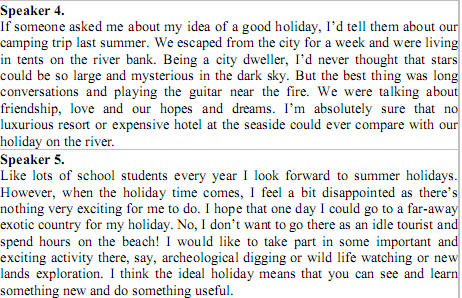 Speaker 4.
If someone asked me about my idea of a good holiday, I'd tell them about our
camping trip last summer. We escaped from the city for a week and were living
in tents on the river bank. Being a city dweller, I'd never thought that stars
could be so large and mysterious in the dark sky. But the best thing was long
conversations and playing the guitar near the fire. We were talking about
friendship, love and our hopes and dreams. I'm absolutely sure that no
luxurious resort or expensive hotel at the seaside could ever compare with our
holiday on the river.
Speaker 5.
Like lots of school students every year I look forward to summer holidays.
However, when the holiday time comes, I feel a bit disappointed as there's
nothing very exciting for me to do. I hope that one day I could go to a far-away
exotic country for my holiday. No, I don't want to go there as an idle tourist and
spend hours on the beach! I would like to take part in some important and
exciting activity there, say, archeological digging or wild life watching or new
lands exploration. I think the ideal holiday means that you can see and learn
something new and do something useful.